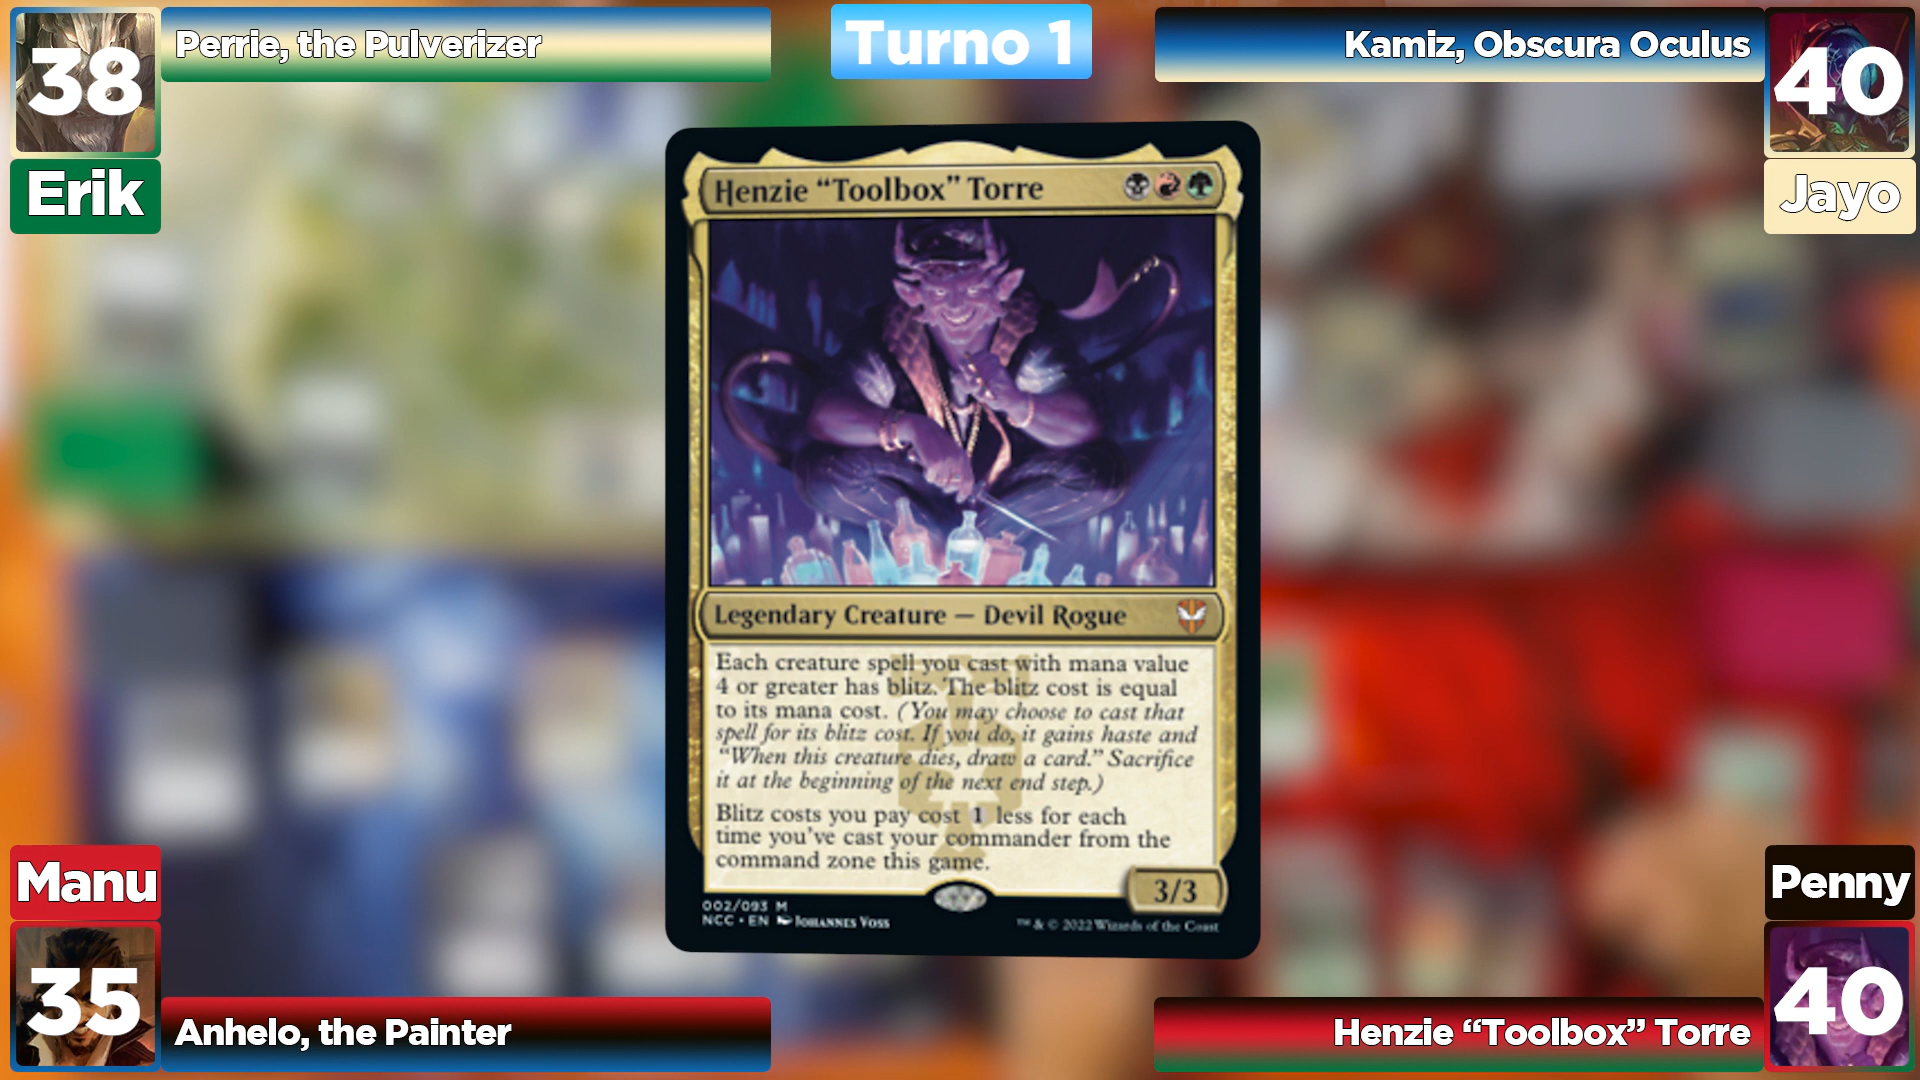 38
Perrie, the Pulverizer
Erik
Turno 1
Kamiz, Obscura Oculus
40
Jayo
Henzie “Toolbox” Torre
Legendary Creature — Devil Rogue
Each creature spell you cast with mana value
4 or greater has blitz. The blitz cost is equal
to its mana cost. (You may choose to cast that
spell for its blitz cost. If you do, it gains haste and
“When this creature dies, draw a card.” Sacrifice
it at the beginning of the next end step.)
Blitz costs you pay cost 1 less for each
time you’ve cast your commander from the
command zone this game.
3/3
002/093 M
NCC • EN Johannes Voss
™ & © 2022 Wizards of the Coast
Manu
35
Anhelo, the Painter
Penny
Henzie “Toolbox” Torre
40